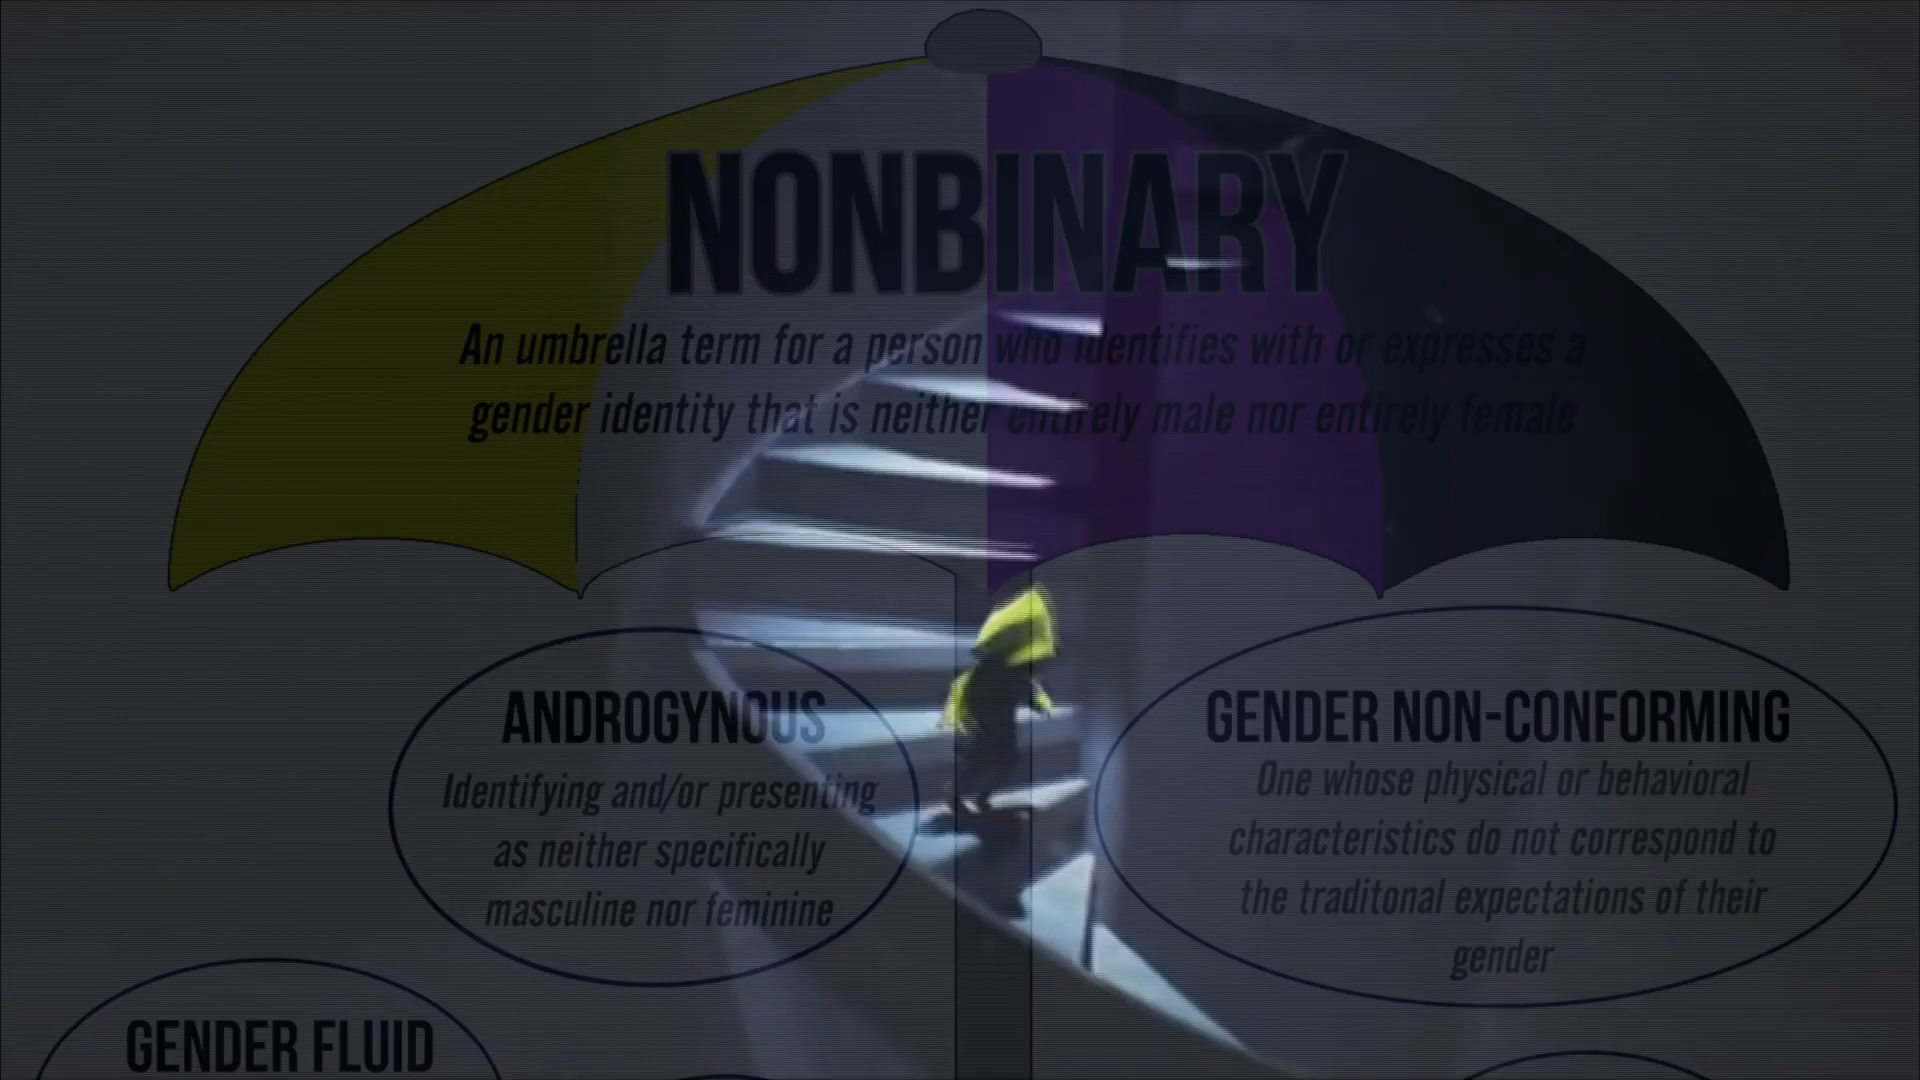 NONBINARY
An umbrella term for a person who identifies with or expresses a
gender identity that is neither entirely male nor entirely female
ANDROGYNOUS
Identifying and/or presenting
as neither specifically
masculine nor feminine
GENDER NON-CONFORMING
One whose physical or behavioral
characteristics do not correspond to
the traditonal expectations of their
gender
GENDER FLUID